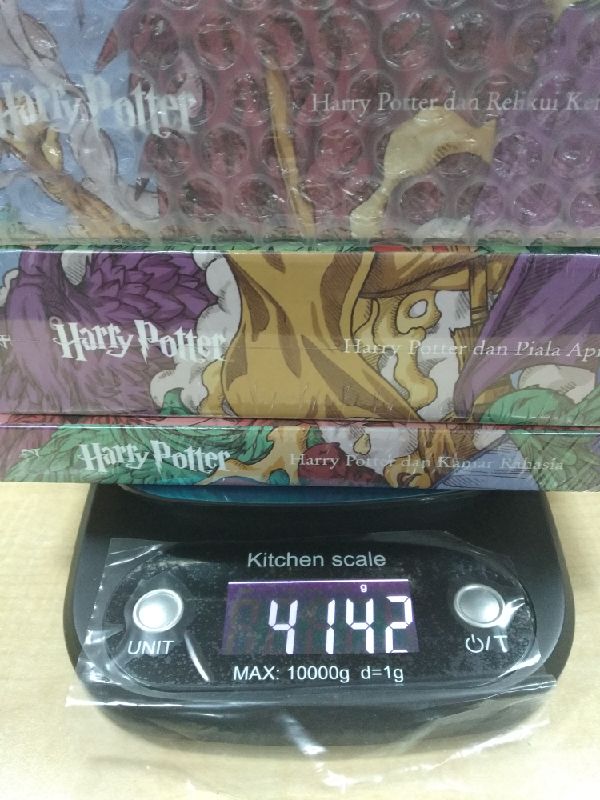 Harry Potter
Harry Potter dan Relikui
Harry Potter
Harry Potter dan Piala Api
Harry Potter
Harry Potter dan Kamar Rahasia
Kitchen scale
g
4142
UNIT
⏻/T
MAX: 10000g d=1g